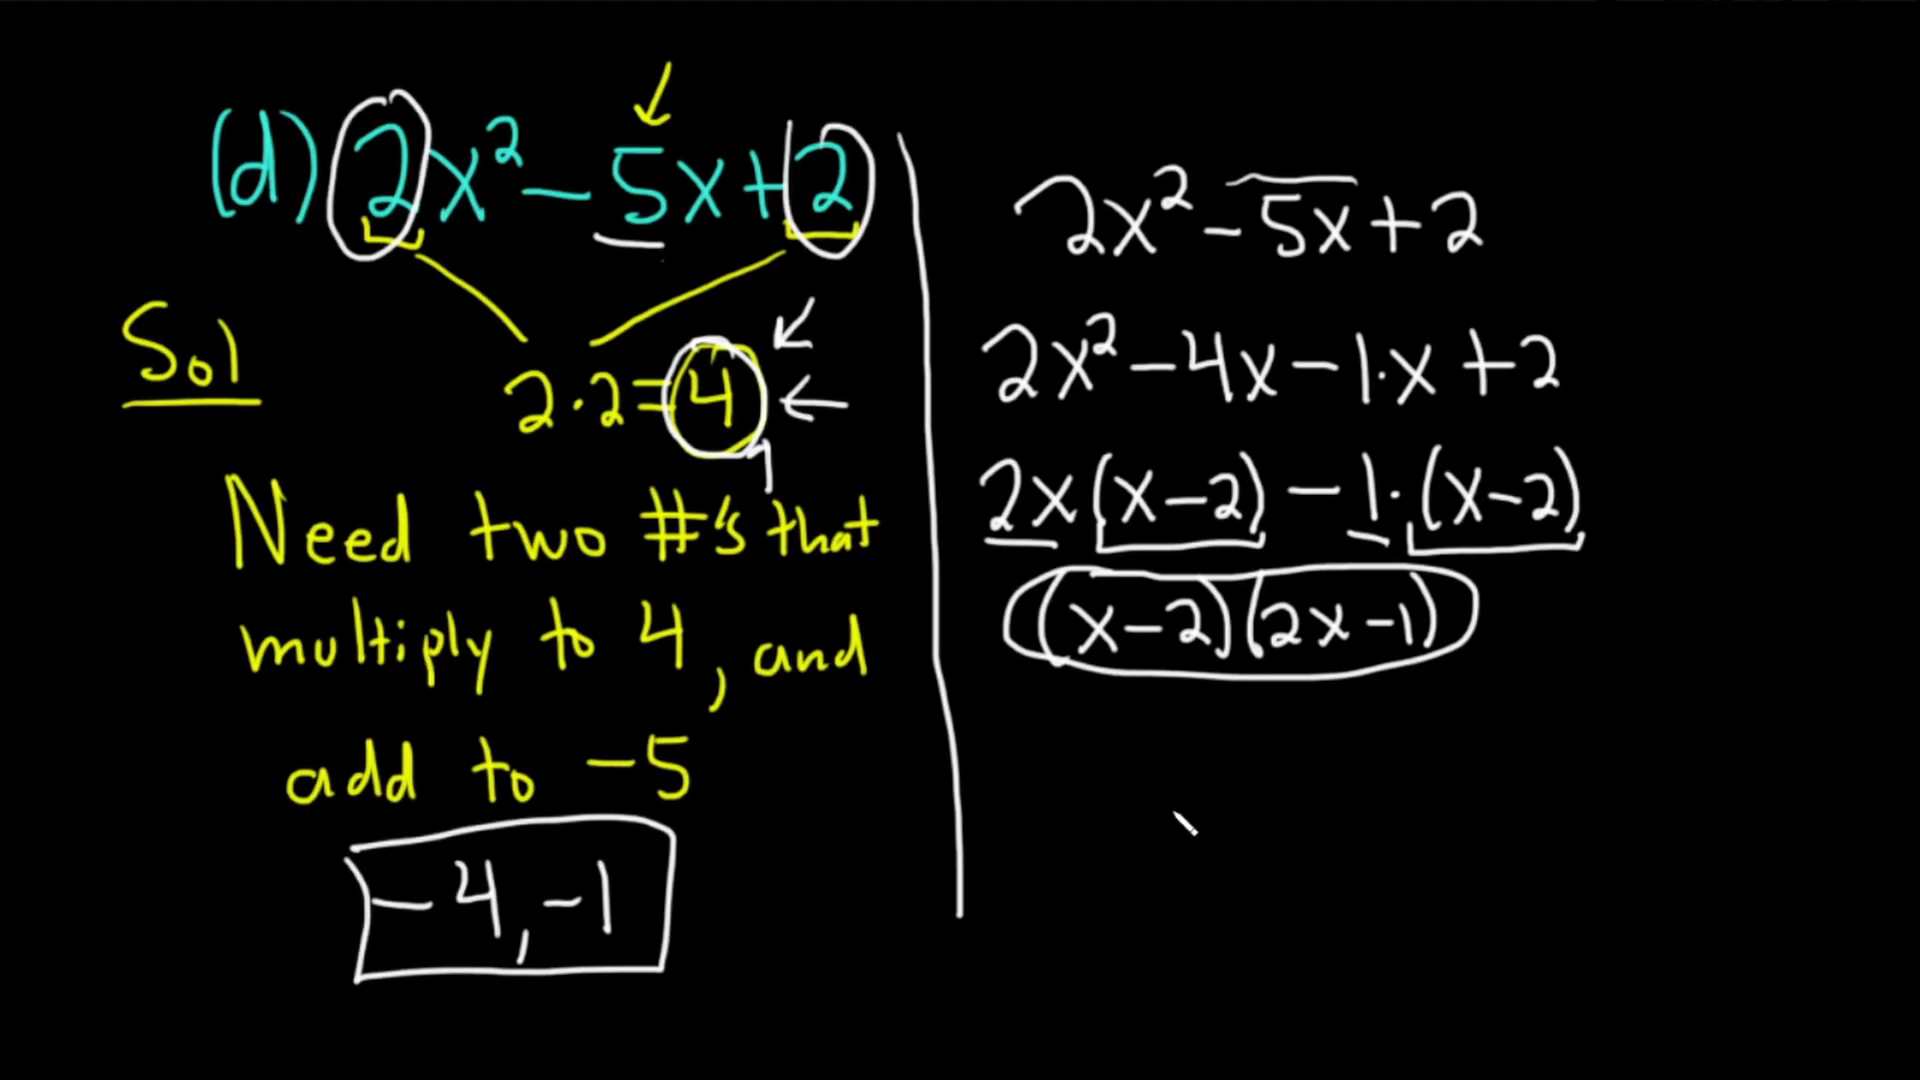 (d) 2x² - 5x + 2
Sol
2·2=4
Need two #'s that
multiply to 4, and
add to -5
-4, -1
2x² - 5x + 2
2x² - 4x - 1·x + 2
2x(x-2) - 1·(x-2)
(x-2)(2x-1)